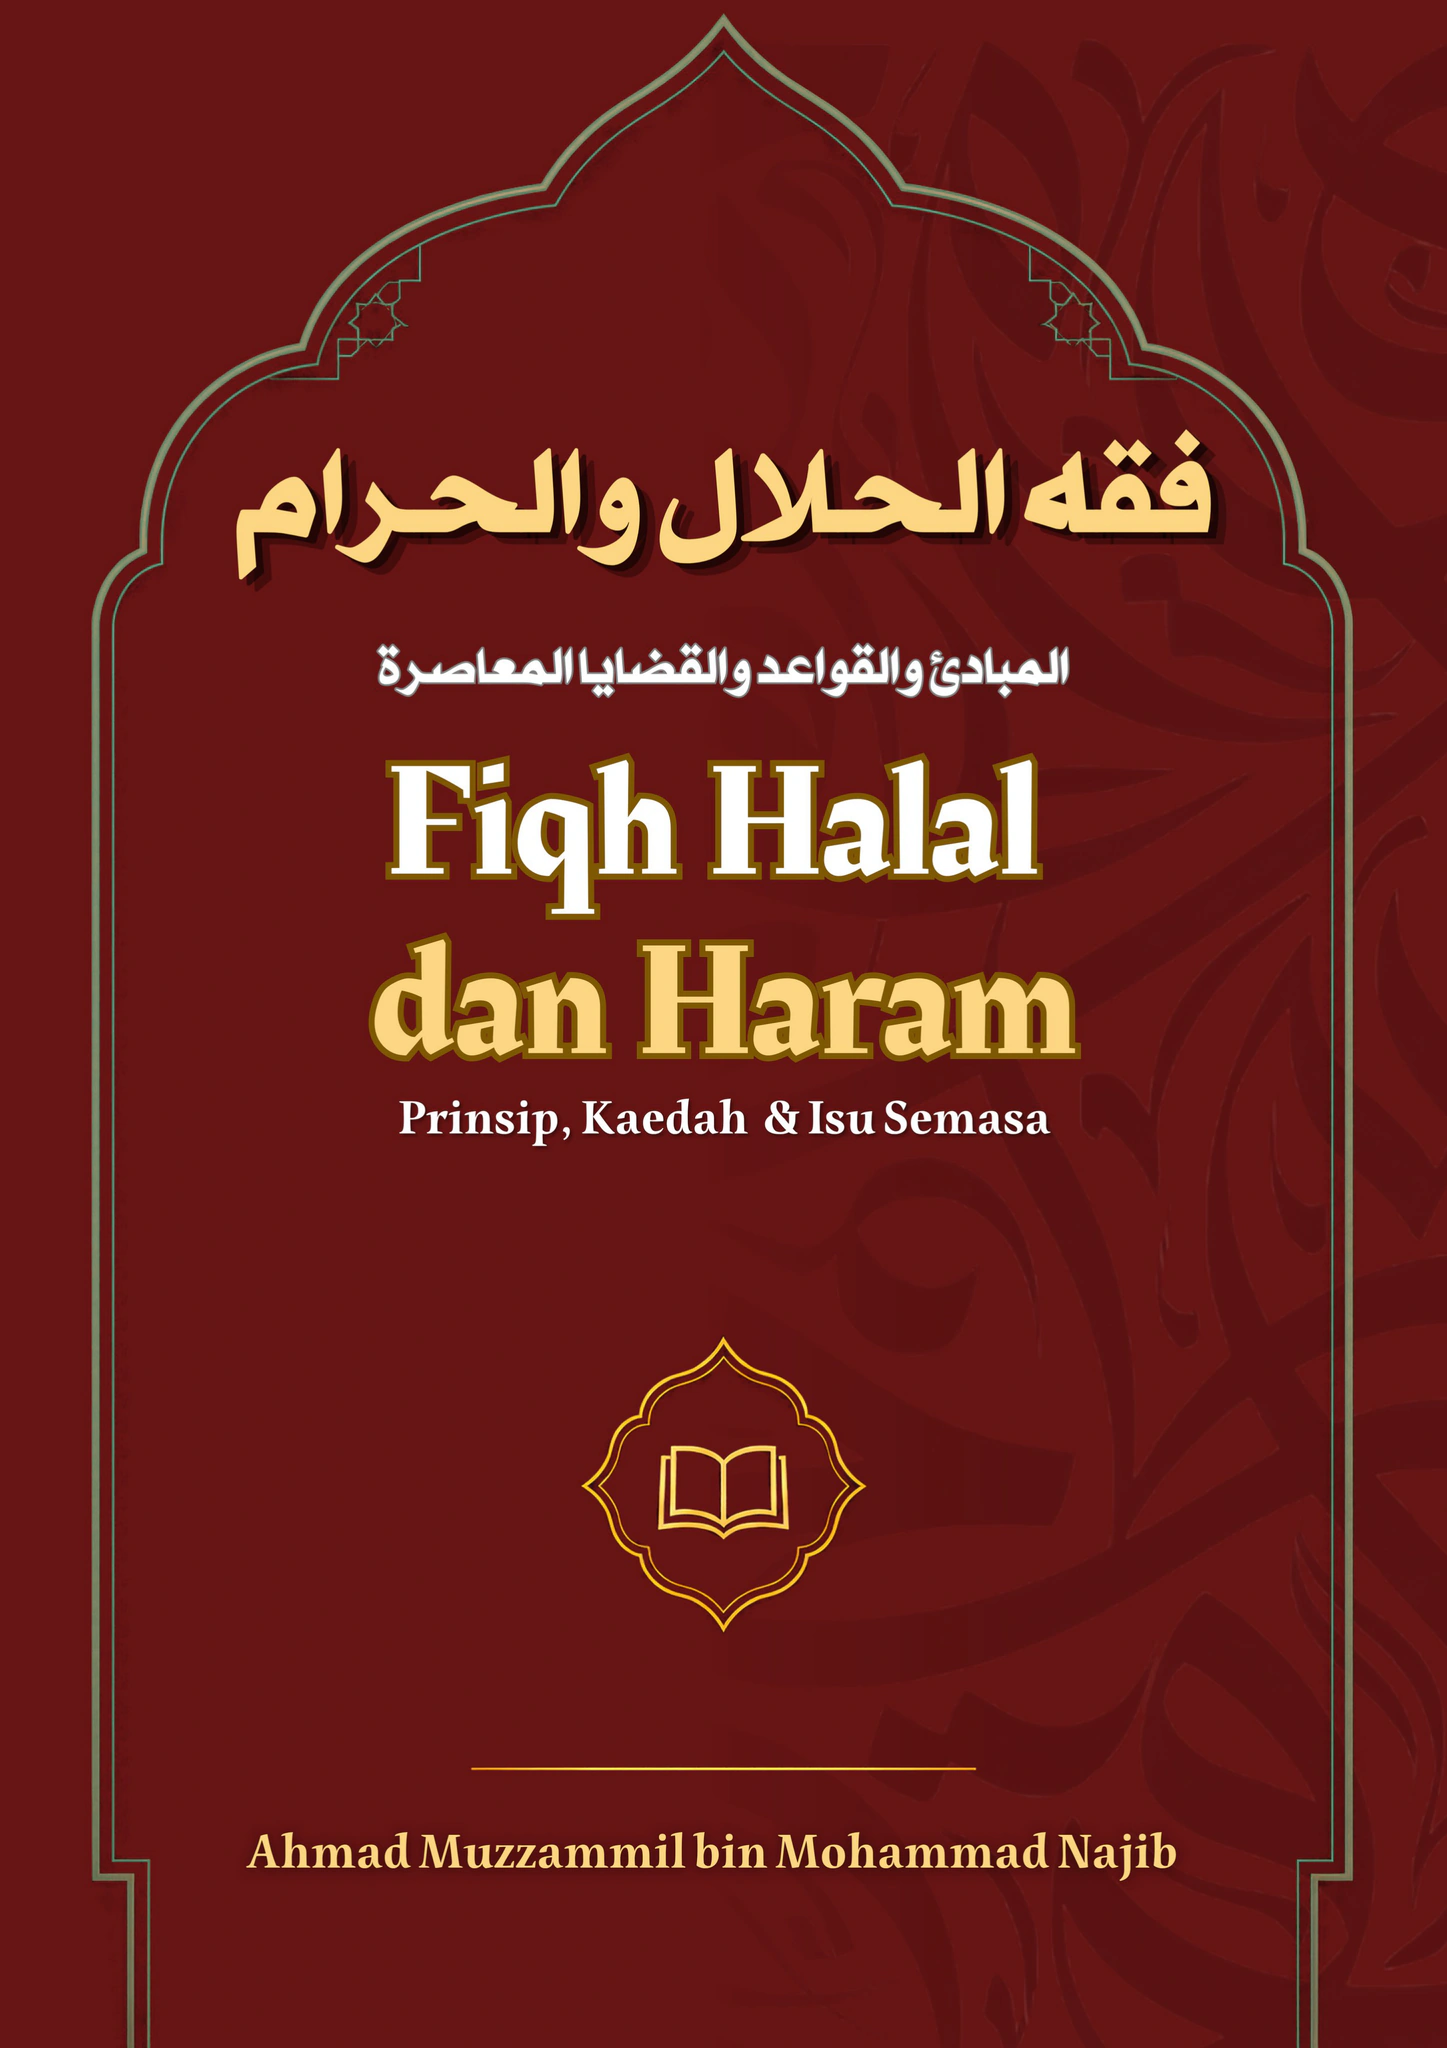 فقه الحلال والحرام
المبادئ والقواعد والقضايا المعاصرة
Fiqh Halal
dan Haram
Prinsip, Kaedah & Isu Semasa
Ahmad Muzzammil bin Mohammad Najib